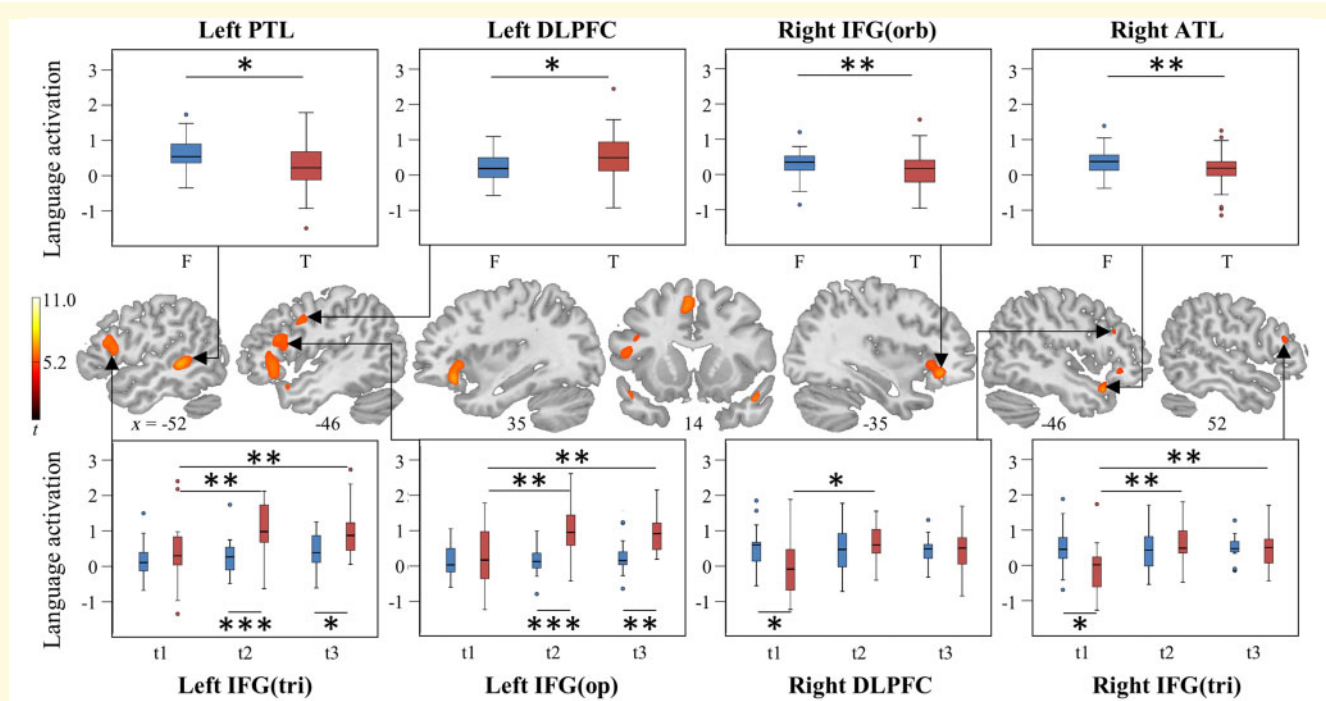 Left PTL
Left DLPFC
Right IFG(orb)
Right ATL
Language activation
3
2
1
0
-1
*
F
T
3
2
1
0
-1
*
F
T
3
2
1
0
-1
**
F
T
3
2
1
0
-1
**
F
T
11.0
5.2
t
x = -52
-46
35
14
-35
-46
52
Language activation
3
2
1
0
-1
**
**
***
*
t1
t2
t3
Left IFG(tri)
3
2
1
0
-1
**
**
***
**
t1
t2
t3
Left IFG(op)
3
2
1
0
-1
*
*
t1
t2
t3
Right DLPFC
3
2
1
0
-1
**
**
*
t1
t2
t3
Right IFG(tri)